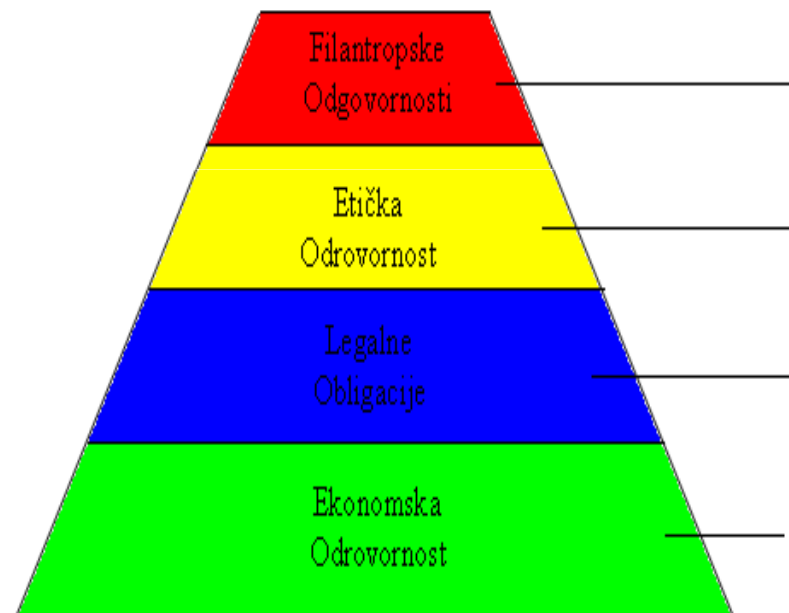 Filantropske
Odgovornosti
Etička
Odrovornost
Legalne
Obligacije
Ekonomska
Odrovornost